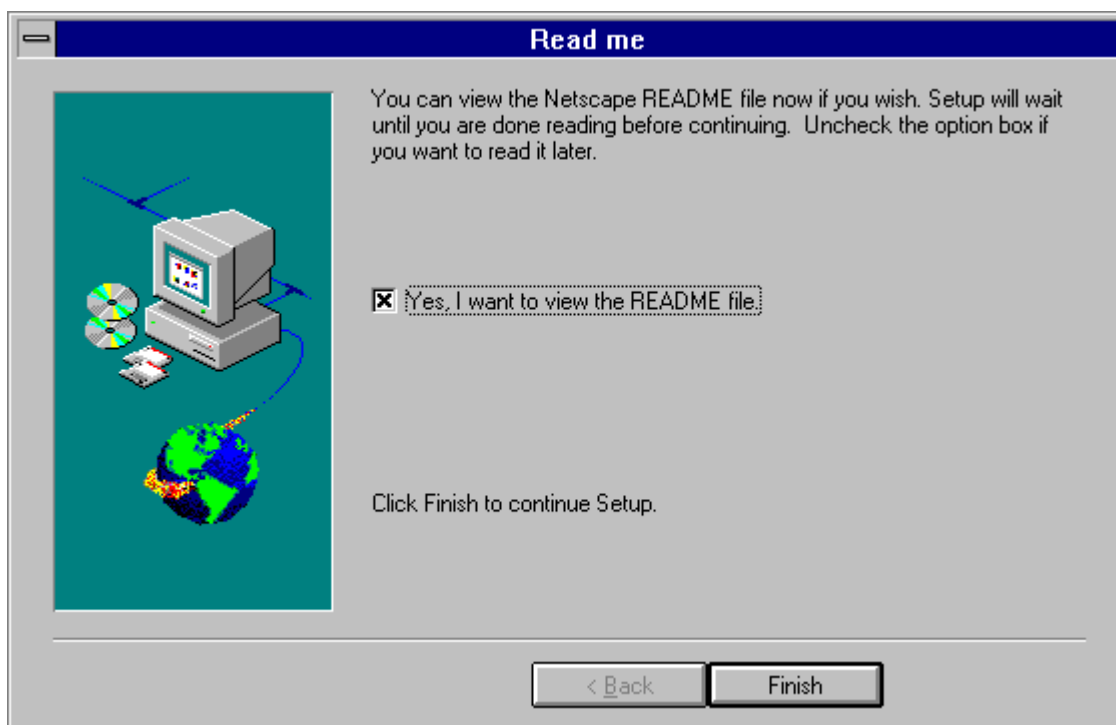 Read me
You can view the Netscape README file now if you wish. Setup will wait
until you are done reading before continuing.  Uncheck the option box if
you want to read it later.
Yes, I want to view the README file.
Click Finish to continue Setup.
< Back
Finish